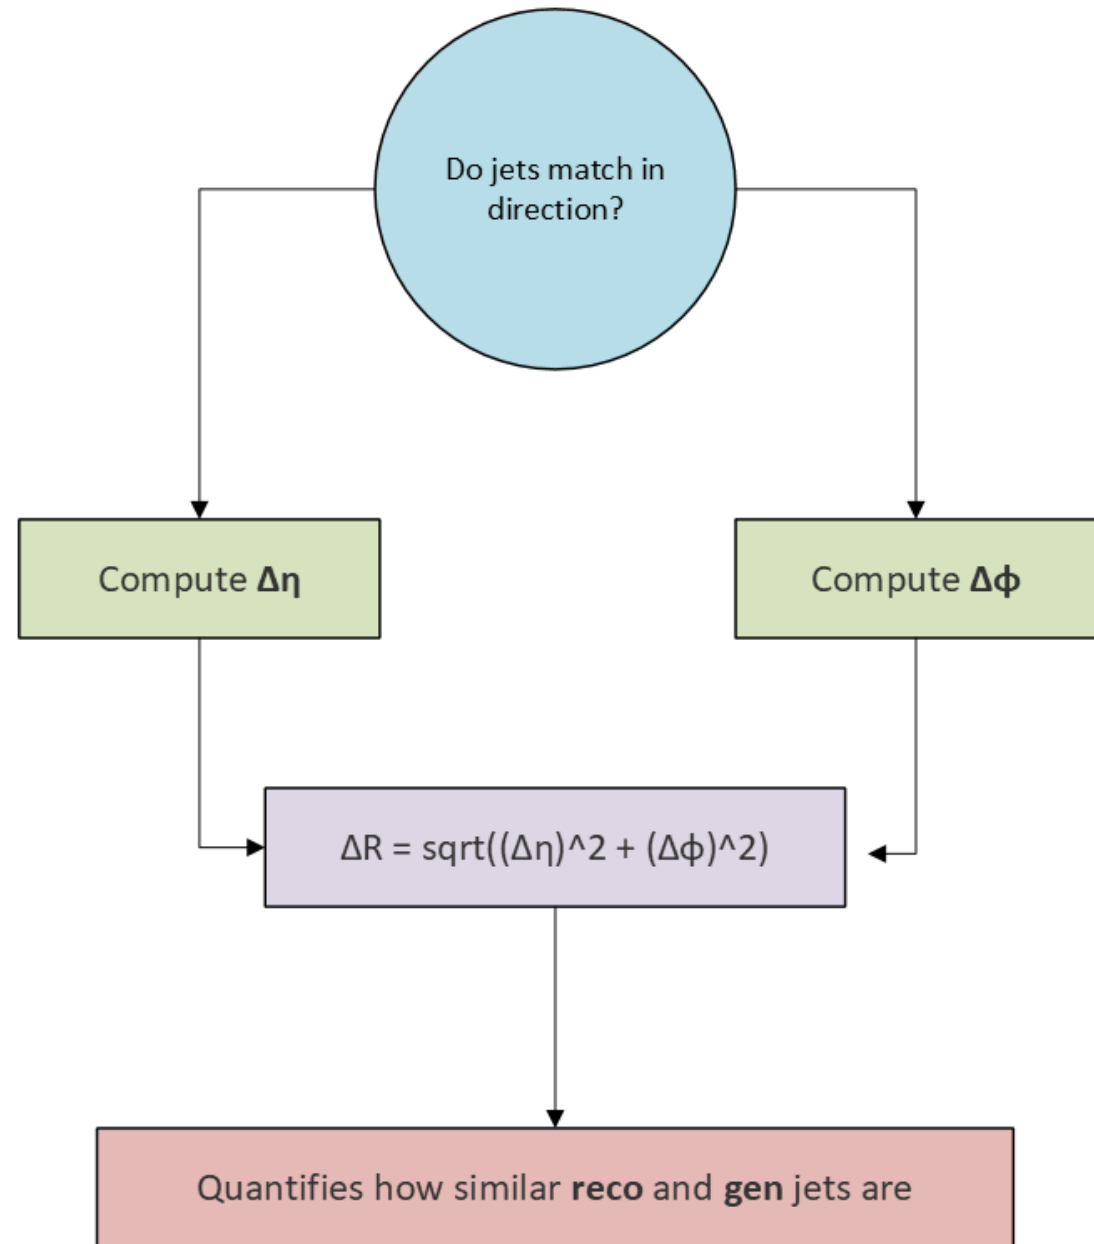 Do jets match in
direction?
Compute Δη
Compute Δϕ
ΔR = sqrt((Δη)^2 + (Δϕ)^2)
Quantifies how similar reco and gen jets are